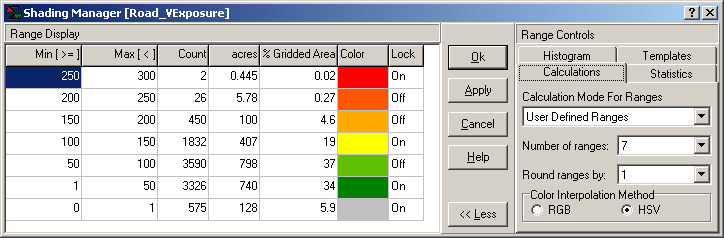 Shading Manager [Road_VExposure]
Range Display
Min [ >= ] Max [ < ] Count acres % Gridded Area Color Lock
250 300 2 0.445 0.02 On
200 250 26 5.78 0.27 Off
150 200 450 100 4.6 Off
100 150 1832 407 19 On
50 100 3590 798 37 Off
1 50 3326 740 34 On
0 1 575 128 5.9 On
Ok
Apply
Cancel
Help
<< Less
Range Controls
Histogram Templates
Calculations Statistics
Calculation Mode For Ranges
User Defined Ranges
Number of ranges: 7
Round ranges by: 1
Color Interpolation Method
RGB HSV